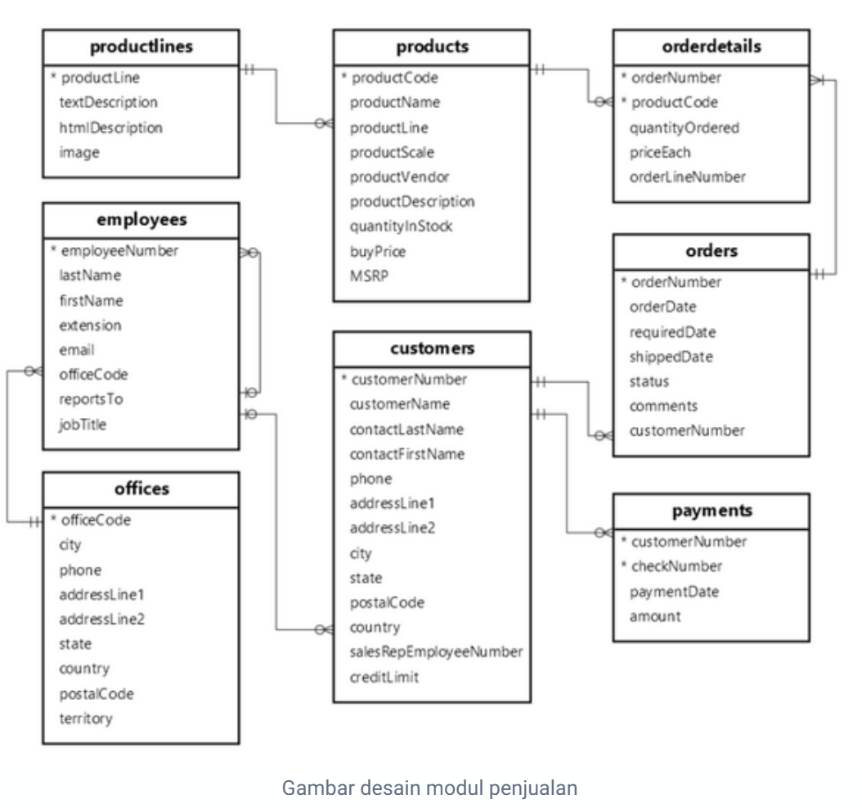 productlines
* productLine
textDescription
htmlDescription
image
employees
* employeeNumber
lastName
firstName
extension
email
officeCode
reportsTo
jobTitle
offices
* officeCode
city
phone
addressLine1
addressLine2
state
country
postalCode
territory
products
* productCode
productName
productLine
productScale
productVendor
productDescription
quantityInStock
buyPrice
MSRP
customers
* customerNumber
customerName
contactLastName
contactFirstName
phone
addressLine1
addressLine2
city
state
postalCode
country
salesRepEmployeeNumber
creditLimit
orderdetails
* orderNumber
* productCode
quantityOrdered
priceEach
orderLineNumber
orders
* orderNumber
orderDate
requiredDate
shippedDate
status
comments
customerNumber
payments
* customerNumber
* checkNumber
paymentDate
amount
Gambar desain modul penjualan